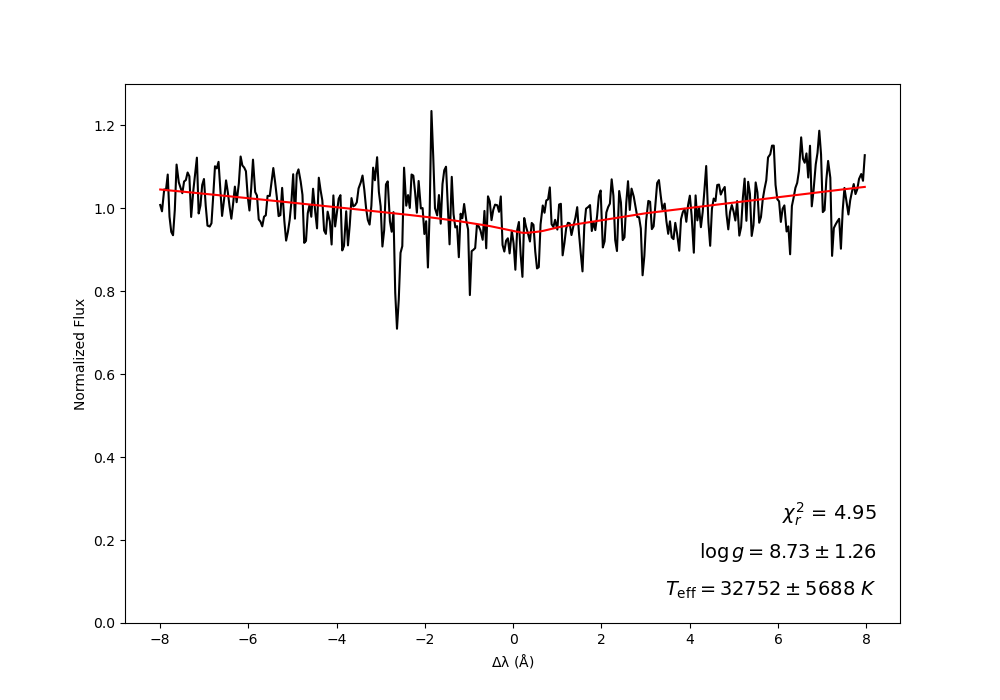 1.2
1.0
0.8
0.6
0.4
0.2
0.0
Normalized Flux
χ²ᵣ = 4.95
log g = 8.73 ± 1.26
T_eff = 32752 ± 5688 K
−8 −6 −4 −2 0 2 4 6 8
Δλ (Å)